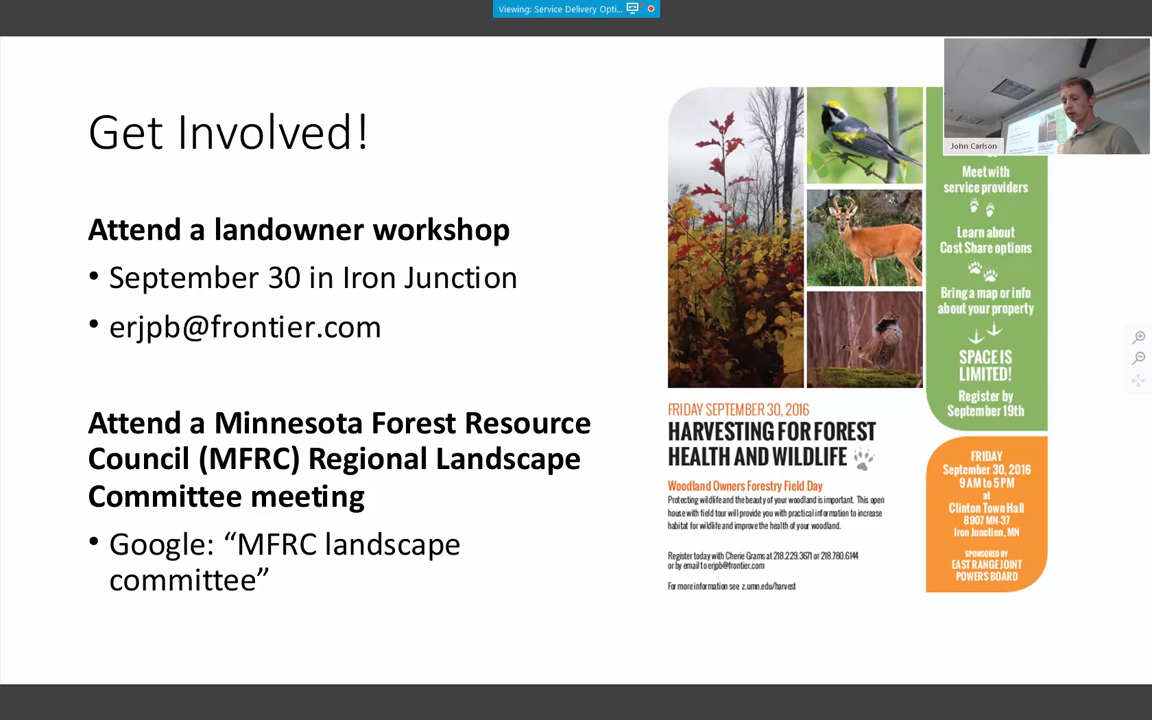 Viewing: Service Delivery Opti...
John Carlson
Get Involved!
Attend a landowner workshop
• September 30 in Iron Junction
• erjpb@frontier.com
Attend a Minnesota Forest Resource
Council (MFRC) Regional Landscape
Committee meeting
• Google: “MFRC landscape
committee”
Meet with
service providers
Learn about
Cost Share options
Bring a map or info
about your property
SPACE IS
LIMITED!
Register by
September 19th
FRIDAY SEPTEMBER 30, 2016
HARVESTING FOR FOREST
HEALTH AND WILDLIFE
Woodland Owners Forestry Field Day
Protecting wildlife and the beauty of your woodland is important. This open
house with field tour will provide you with practical information to increase
habitat for wildlife and improve the health of your woodland.
Register today with Cherie Grams at 218.229.3671 or 218.780.6144
or by email to erjpb@frontier.com
For more information see z.umn.edu/harvest
FRIDAY
September 30, 2016
9 AM to 5 PM
at
Clinton Town Hall
8907 MN-37
Iron Junction, MN
SPONSORED BY
EAST RANGE JOINT
POWERS BOARD